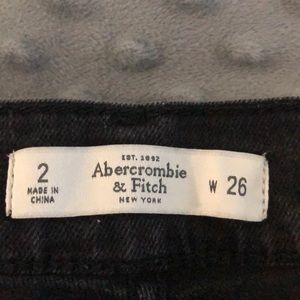 2
MADE IN
CHINA
EST. 1892
Abercrombie
& Fitch
NEW YORK
W 26